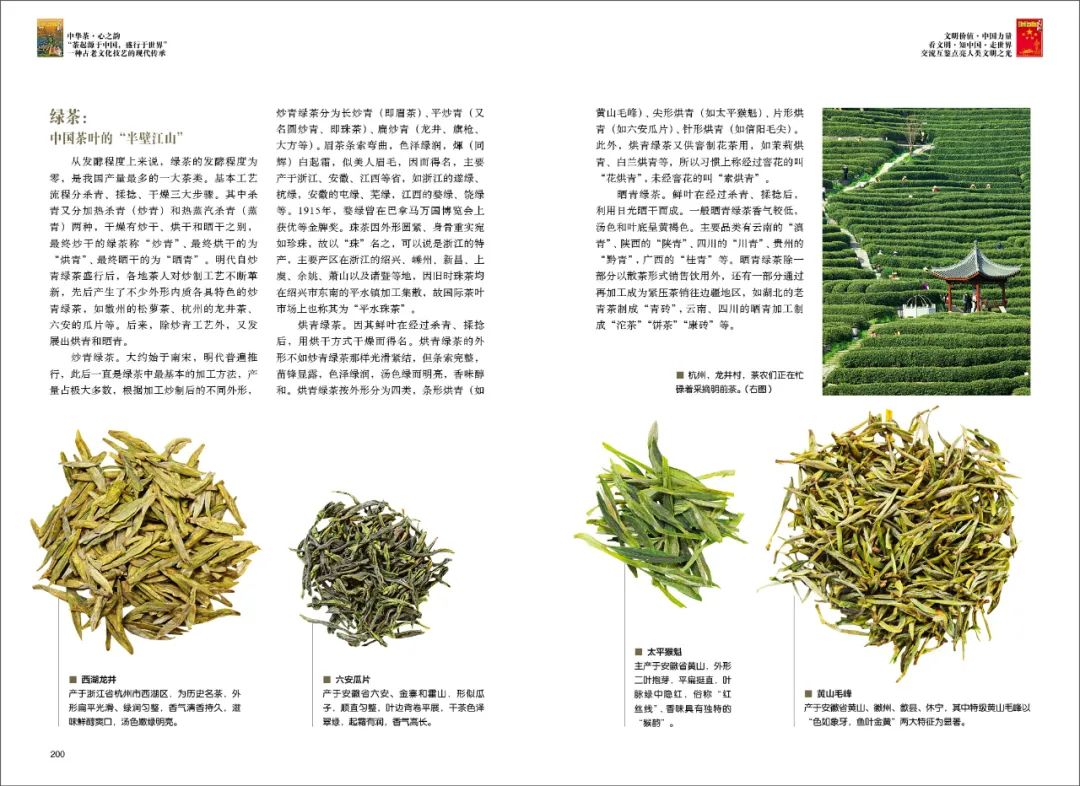 中华茶·心之韵
“茶起源于中国，盛行于世界”
一种古老文化技艺的现代传承
文明价值·中国力量
看文明·知中国·走世界
交流互鉴点亮人类文明之光
绿茶：
中国茶叶的“半壁江山”
从发酵程度上来说，绿茶的发酵程度为
零，是我国产量最多的一大茶类。基本工艺
流程分杀青、揉捻、干燥三大步骤。其中杀
青又分加热杀青（炒青）和热蒸汽杀青（蒸
青）两种，干燥有炒干、烘干和晒干之别，
最终炒干的绿茶称“炒青”、最终烘干的为
“烘青”、最终晒干的为“晒青”。明代自炒
青绿茶盛行后，各地茶人对炒制工艺不断革
新，先后产生了不少外形内质各具特色的炒
青绿茶，如徽州的松萝茶、杭州的龙井茶、
六安的瓜片等。后来，除炒青工艺外，又发
展出烘青和晒青。
炒青绿茶。大约始于南宋，明代普遍推
行，此后一直是绿茶中最基本的加工方法，产
量占极大多数，根据加工炒制后的不同外形，
炒青绿茶分为长炒青（即眉茶）、平炒青（又
名圆炒青、即珠茶）、扁炒青（龙井、旗枪、
大方等）。眉茶条索弯曲，色泽绿润，煇（同
辉）白起霜，似美人眉毛，因而得名，主要
产于浙江、安徽、江西等省，如浙江的遂绿、
杭绿，安徽的屯绿、芜绿，江西的婺绿、饶绿
等。1915年，婺绿曾在巴拿马万国博览会上
获优等金牌奖。珠茶因外形圆紧、身骨重实宛
如珍珠，故以“珠”名之，可以说是浙江的特
产，主要产区在浙江的绍兴、嵊州、新昌、上
虞、余姚、萧山以及诸暨等地，因旧时珠茶均
在绍兴市东南的平水镇加工集散，故国际茶叶
市场上也称其为“平水珠茶”。
烘青绿茶。因其鲜叶在经过杀青、揉捻
后，用烘干方式干燥而得名。烘青绿茶的外
形不如炒青绿茶那样光滑紧结，但条索完整，
苗锋显露，色泽绿润，汤色绿而明亮，香味醇
和。烘青绿茶按外形分为四类，条形烘青（如
黄山毛峰）、尖形烘青（如太平猴魁）、片形烘
青（如六安瓜片）、针形烘青（如信阳毛尖）。
此外，烘青绿茶又供窨制花茶用，如茉莉烘
青、白兰烘青等，所以习惯上称经过窨花的叫
“花烘青”，未经窨花的叫“素烘青”。
晒青绿茶。鲜叶在经过杀青、揉捻后，
利用日光晒干而成。一般晒青绿茶香气较低，
汤色和叶底呈黄褐色。主要品类有云南的“滇
青”、陕西的“陕青”、四川的“川青”、贵州的
“黔青”，广西的“桂青”等。晒青绿茶除一
部分以散茶形式销售饮用外，还有一部分通过
再加工成为紧压茶销往边疆地区，如湖北的老
青茶制成“青砖”，云南、四川的晒青加工制
成“沱茶”“饼茶”“康砖”等。
■ 杭州，龙井村，茶农们正在忙
碌着采摘明前茶。（右图）
■ 西湖龙井
产于浙江省杭州市西湖区，为历史名茶，外
形扁平光滑、绿润匀整，香气清香持久，滋
味鲜醇爽口，汤色嫩绿明亮。
■ 六安瓜片
产于安徽省六安、金寨和霍山，形似瓜
子，顺直匀整，叶边背卷平展，干茶色泽
翠绿，起霜有润，香气高长。
■ 太平猴魁
主产于安徽省黄山，外形
二叶抱芽，平扁挺直，叶
脉绿中隐红，俗称“红
丝线”，香味具有独特的
“猴韵”。
■ 黄山毛峰
产于安徽省黄山、徽州、歙县、休宁，其中特级黄山毛峰以
“色如象牙，鱼叶金黄”两大特征为显著。
200